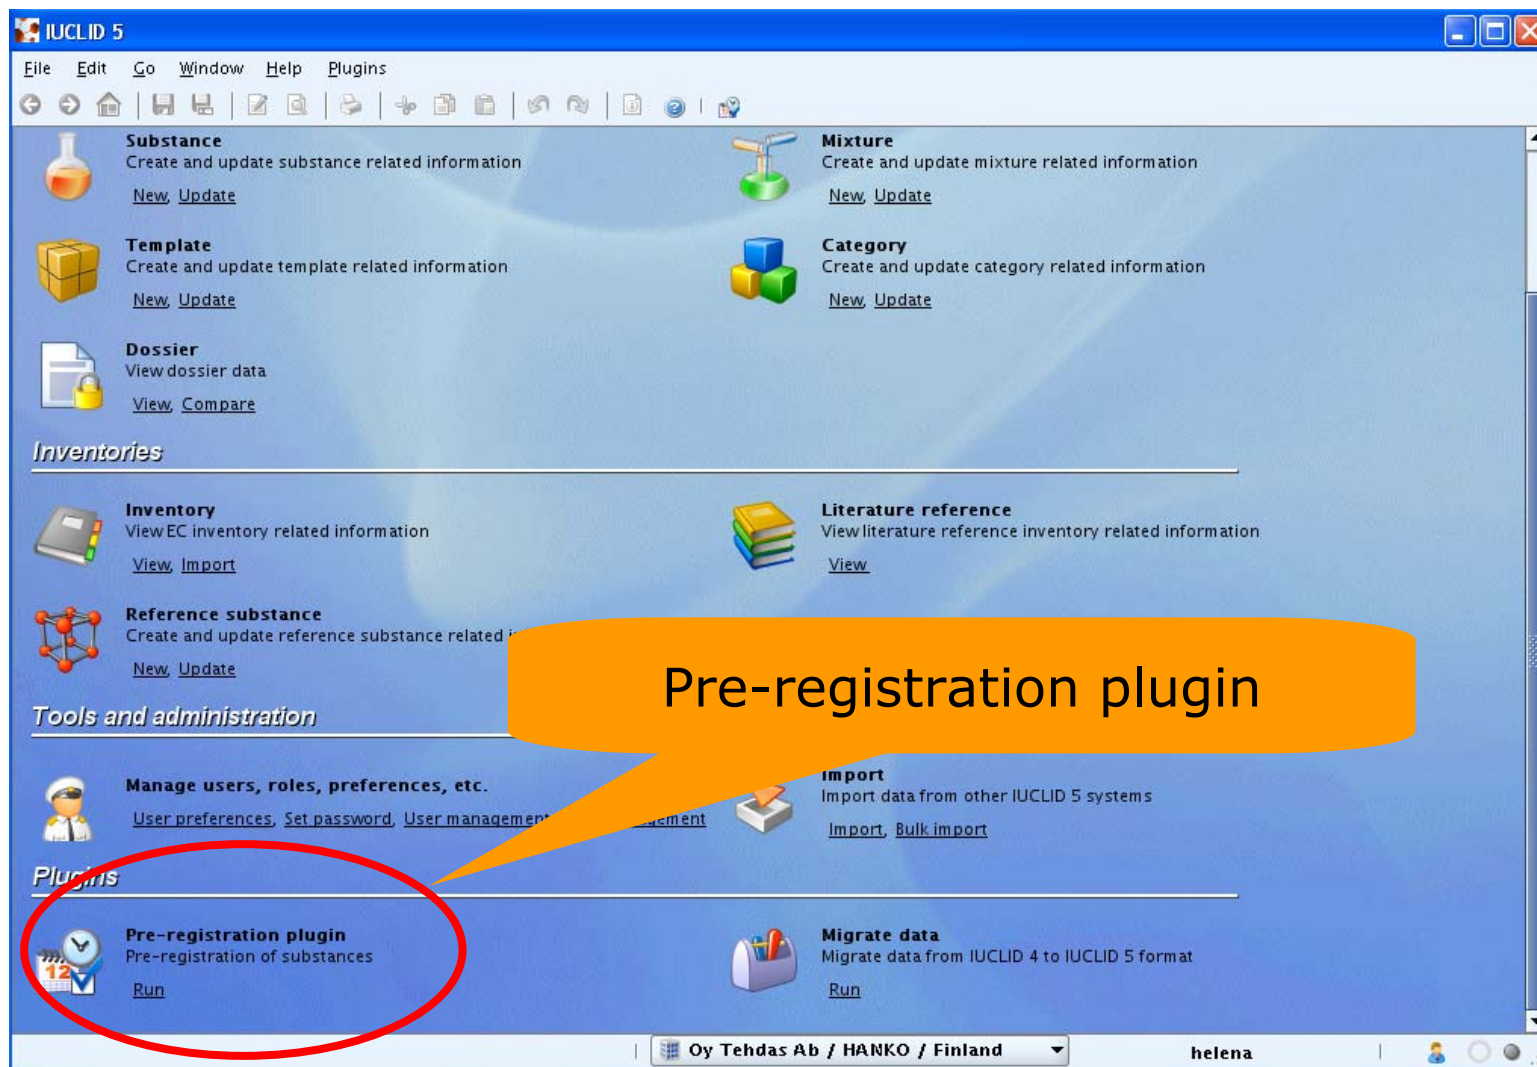 IUCLID 5
File Edit Go Window Help Plugins
Substance
Create and update substance related information
New, Update
Mixture
Create and update mixture related information
New, Update
Template
Create and update template related information
New, Update
Category
Create and update category related information
New, Update
Dossier
View dossier data
View, Compare
Inventories
Inventory
View EC inventory related information
View, Import
Literature reference
View literature reference inventory related information
View
Reference substance
Create and update reference substance related
New, Update
Pre-registration plugin
Tools and administration
Manage users, roles, preferences, etc.
User preferences, Set password, User management
Import
Import data from other IUCLID 5 systems
Import, Bulk import
Plugins
Pre-registration plugin
Pre-registration of substances
Run
12
Migrate data
Migrate data from IUCLID 4 to IUCLID 5 format
Run
Oy Tehdas Ab / HANKO / Finland
helena